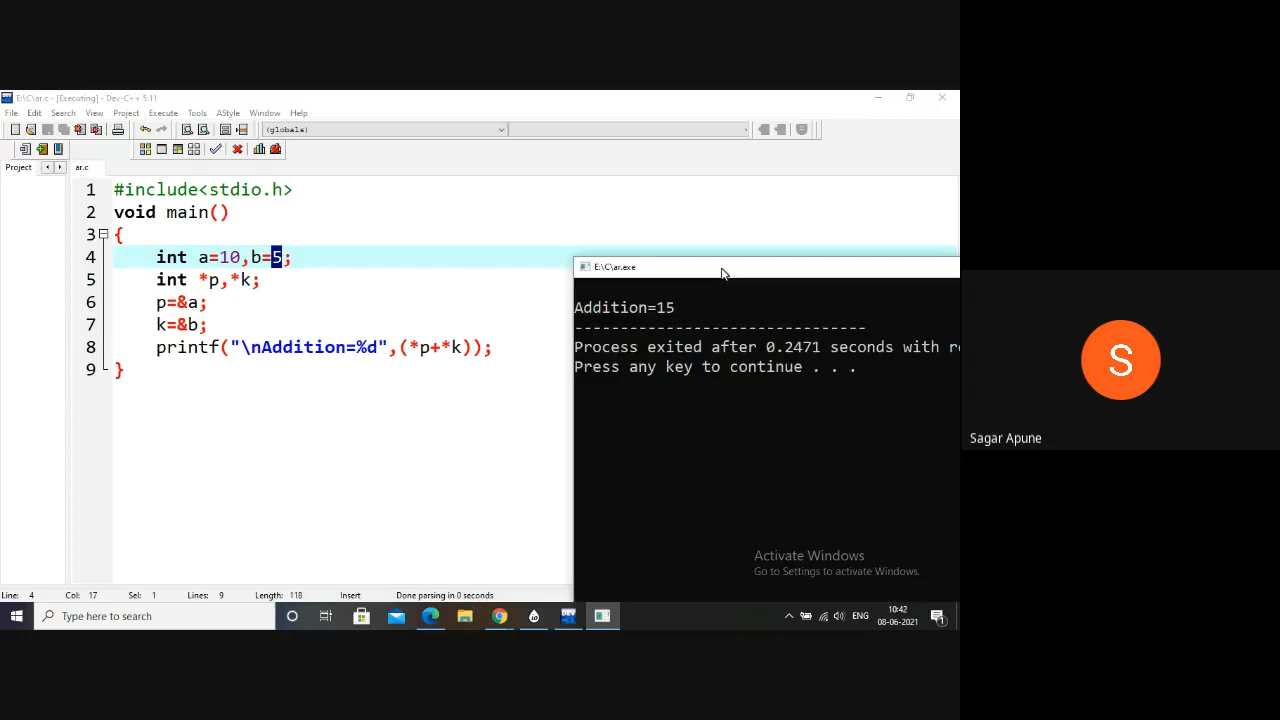 E:\C\ar.c - [Executing] - Dev-C++ 5.11
File Edit Search View Project Execute Tools AStyle Window Help
(globals)
Project
ar.c
1 #include<stdio.h>
2 void main()
3 {
4 int a=10,b=5;
5 int *p,*k;
6 p=&a;
7 k=&b;
8 printf("\nAddition=%d",(*p+*k));
9 }
E:\C\ar.exe
Addition=15
--------------------------------
Process exited after 0.2471 seconds with
Press any key to continue . . .
S
Sagar Apune
Activate Windows
Go to Settings to activate Windows.
Line: 4 Col: 17 Sel: 1 Lines: 9 Length: 118 Insert Done parsing in 0 seconds
Type here to search
ENG
10:42
08-06-2021
1